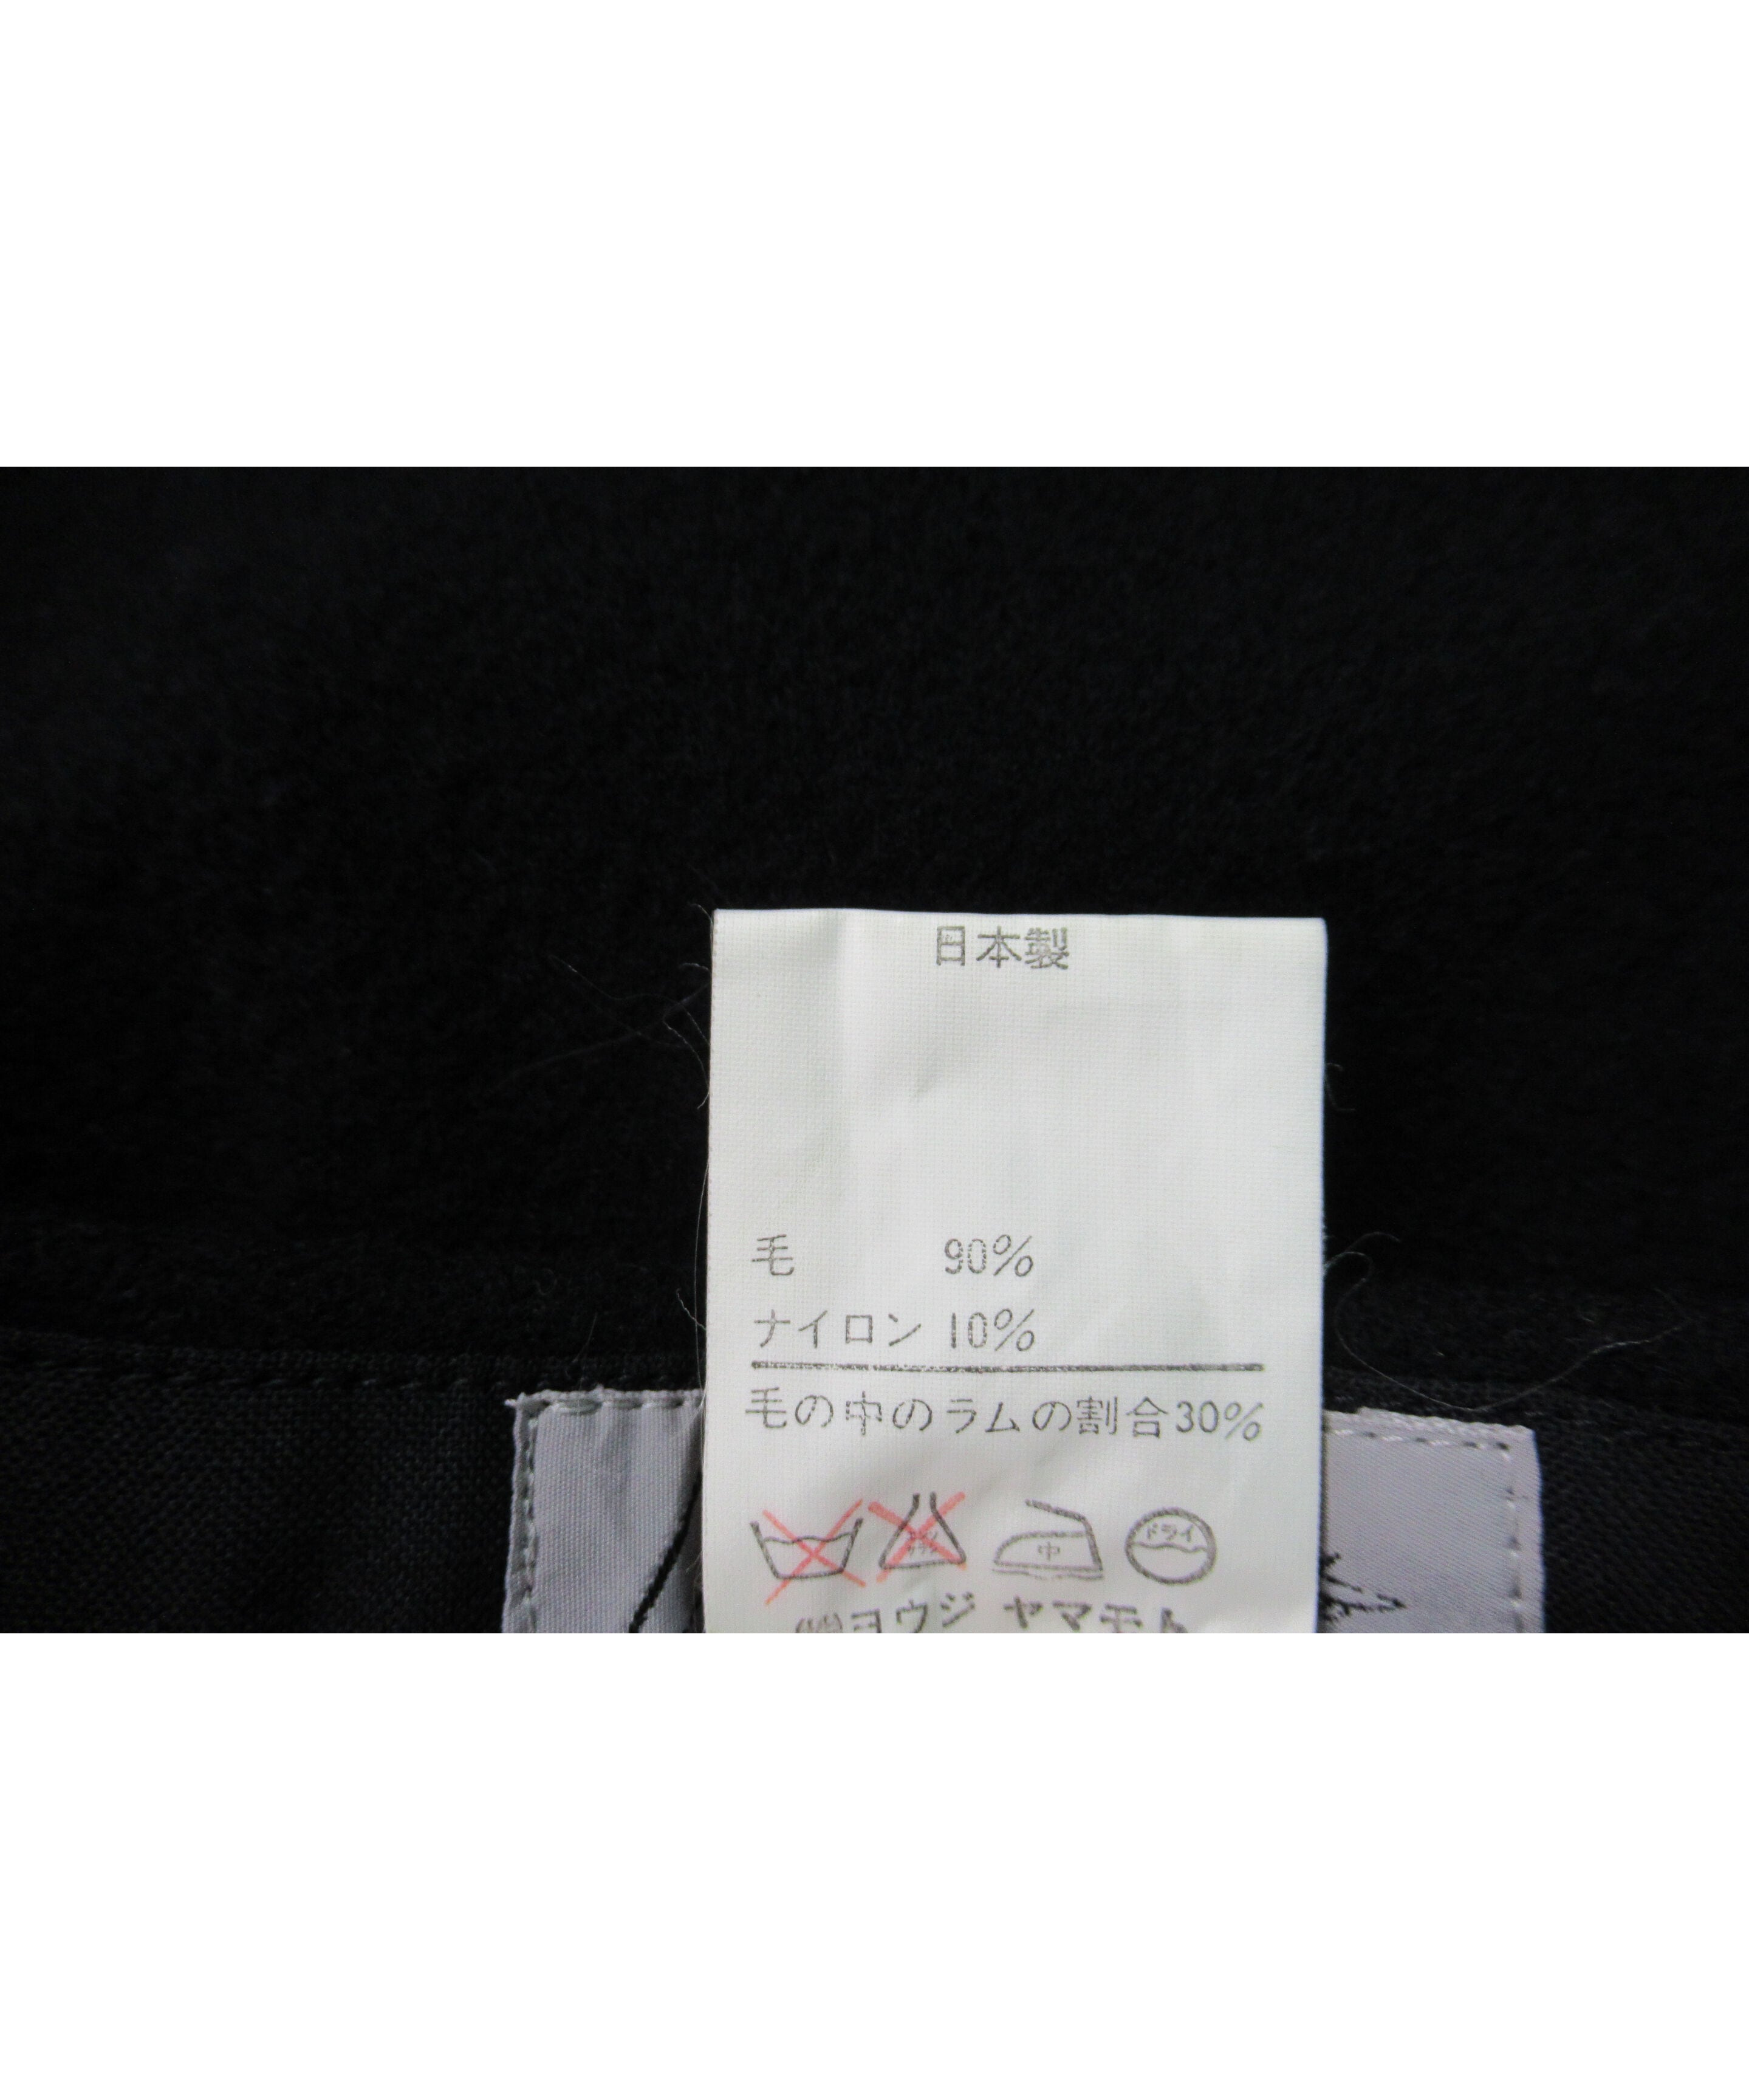 日本製
毛 90%
ナイロン 10%
毛の中のラムの割合30%
中 ドライ
㈱ヨウジ ヤマモト